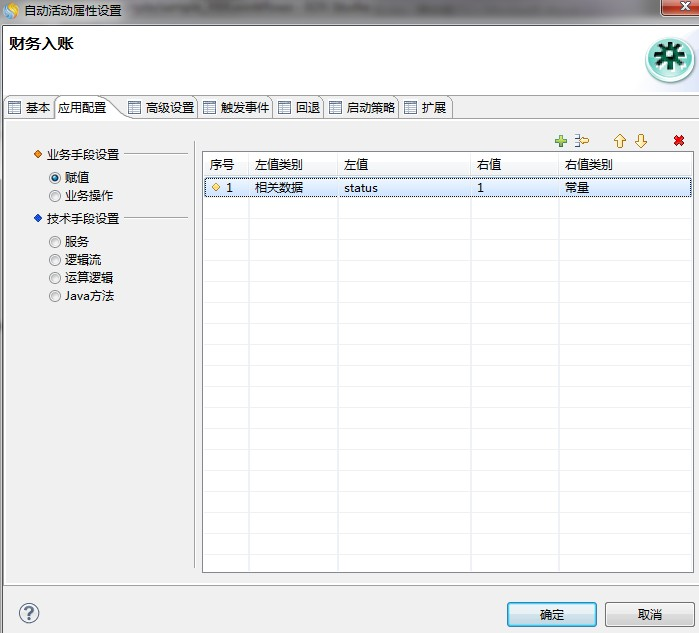 自动活动属性设置
财务入账
基本 应用配置 高级设置 触发事件 回退 启动策略 扩展
业务手段设置
赋值
业务操作
技术手段设置
服务
逻辑流
运算逻辑
Java方法
序号 左值类别 左值 右值 右值类别
1 相关数据 status 1 常量
确定 取消